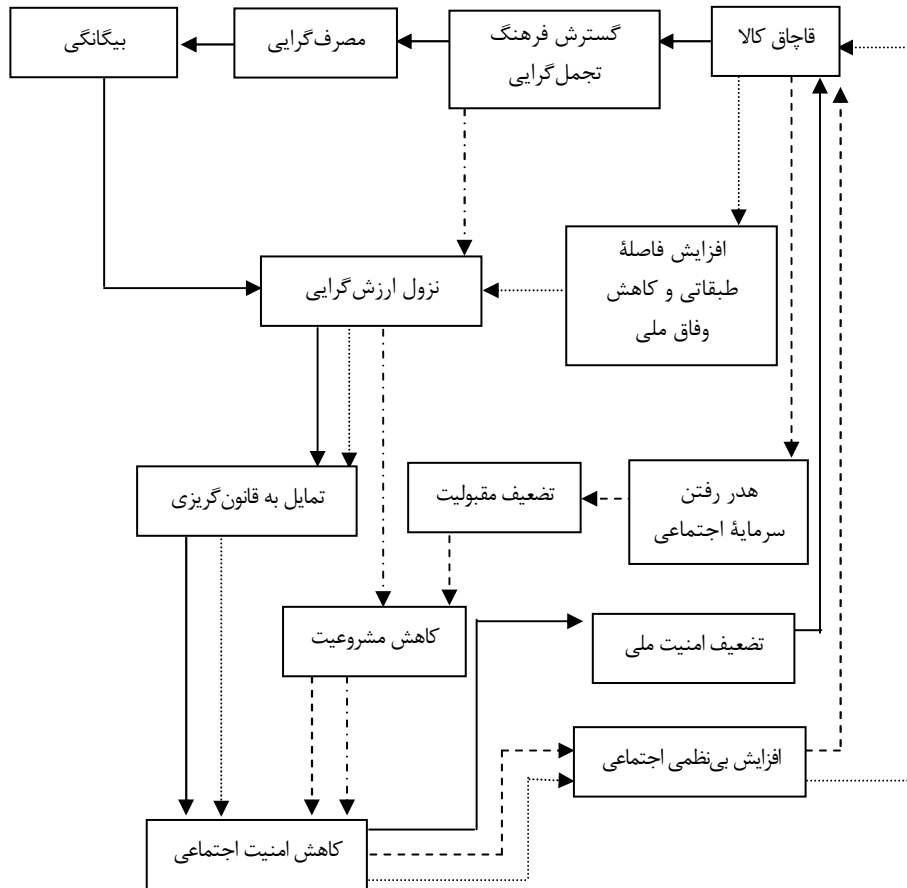 قاچاق کالا
گسترش فرهنگ
تجمل‌گرایی
مصرف‌گرایی
بیگانگی
افزایش فاصلۀ
طبقاتی و کاهش
وفاق ملی
نزول ارزش‌گرایی
هدر رفتن
سرمایۀ اجتماعی
تضعیف مقبولیت
تمایل به قانون‌گریزی
تضعیف امنیت ملی
کاهش مشروعیت
افزایش بی‌نظمی اجتماعی
کاهش امنیت اجتماعی